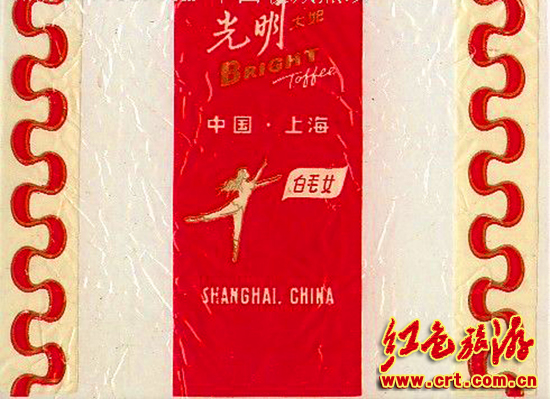 光明太妃
BRIGHT
Toffee
中国·上海
白毛女
SHANGHAI. CHINA
红色旅游
www.crt.com.cn